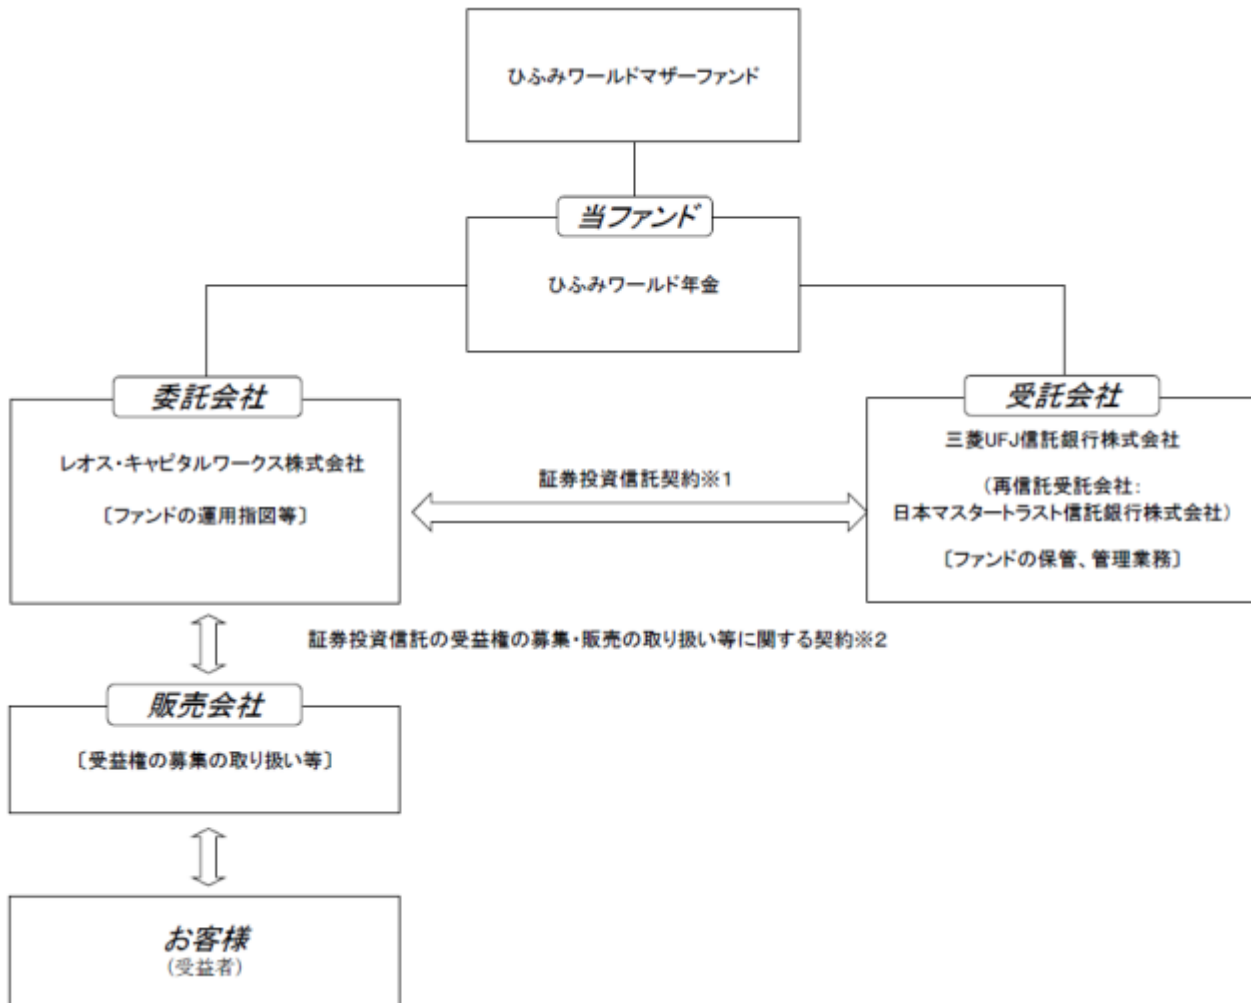 ひふみワールドマザーファンド
当ファンド
ひふみワールド年金
委託会社
レオス・キャピタルワークス株式会社
〔ファンドの運用指図等〕
証券投資信託契約※1
受託会社
三菱UFJ信託銀行株式会社
(再信託受託会社:
日本マスタートラスト信託銀行株式会社)
〔ファンドの保管、管理業務〕
証券投資信託の受益権の募集・販売の取り扱い等に関する契約※2
販売会社
〔受益権の募集の取り扱い等〕
お客様
(受益者)